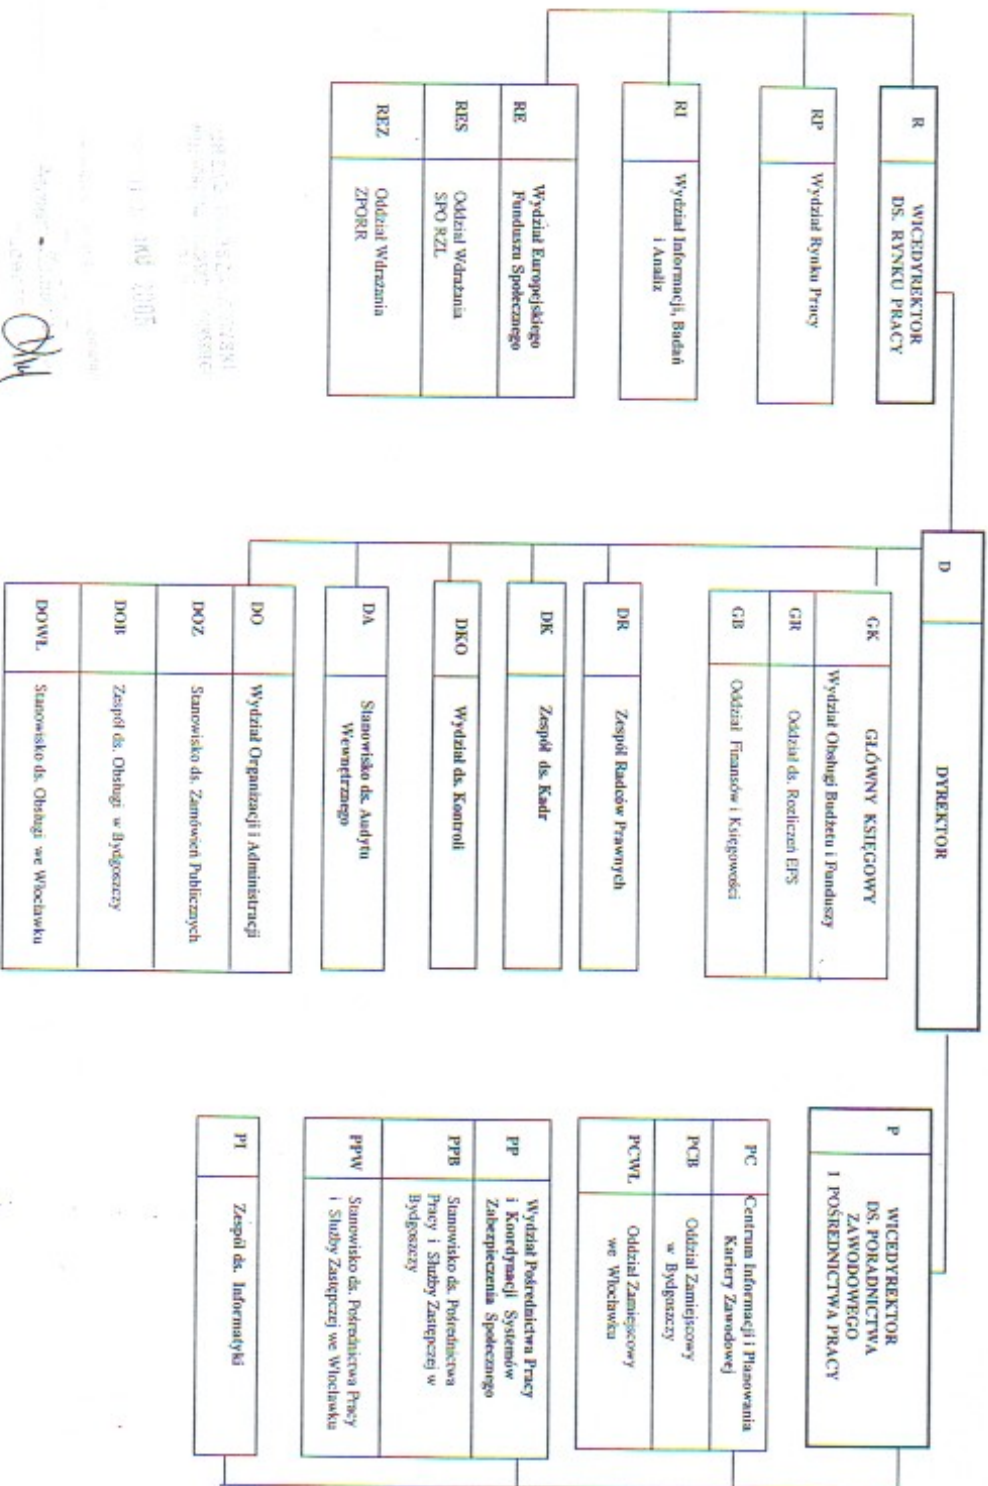 D
DYREKTOR
R
WICEDYREKTOR
DS. RYNKU PRACY
RP
Wydział Rynku Pracy
RI
Wydział Informacji, Badań
i Analiz
RE
Wydział Europejskiego
Funduszu Społecznego
RES
Oddział Wdrażania
SPO RZL
REZ
Oddział Wdrażania
ZPORR
GK
GŁÓWNY KSIĘGOWY
Wydział Obsługi Budżetu i Funduszy
GR
Oddział ds. Rozliczeń EFS
GB
Oddział Finansów i Księgowości
DR
Zespół Radców Prawnych
DK
Zespół ds. Kadr
DKO
Wydział ds. Kontroli
DA
Stanowisko ds. Audytu
Wewnętrznego
DO
Wydział Organizacji i Administracji
DOZ
Stanowisko ds. Zamówień Publicznych
DOB
Zespół ds. Obsługi w Bydgoszczy
DOWŁ
Stanowisko ds. Obsługi we Włocławku
P
WICEDYREKTOR
DS. PORADNICTWA
ZAWODOWEGO
I POŚREDNICTWA PRACY
PC
Centrum Informacji i Planowania
Kariery Zawodowej
PCB
Oddział Zamiejscowy
w Bydgoszczy
PCWŁ
Oddział Zamiejscowy
we Włocławku
PP
Wydział Pośrednictwa Pracy
i Koordynacji Systemów
Zabezpieczenia Społecznego
PPB
Stanowisko ds. Pośrednictwa
Pracy i Służby Zastępczej w
Bydgoszczy
PPW
Stanowisko ds. Pośrednictwa Pracy
i Służby Zastępczej we Włocławku
PI
Zespół ds. Informatyki